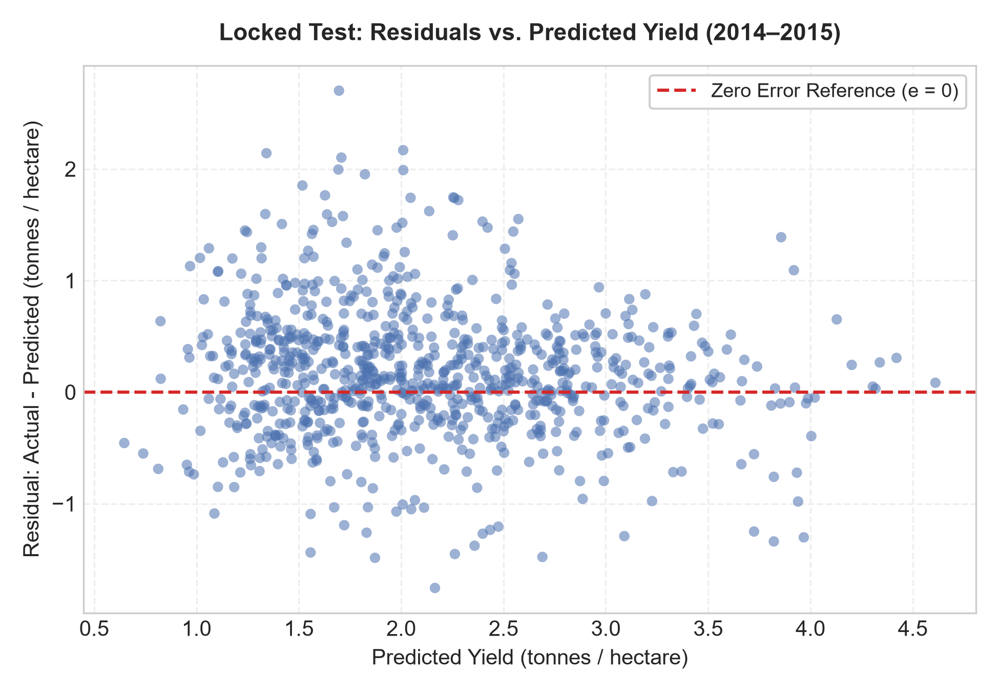 Locked Test: Residuals vs. Predicted Yield (2014–2015)
Zero Error Reference (e = 0)
Residual: Actual - Predicted (tonnes / hectare)
2
1
0
−1
0.5 1.0 1.5 2.0 2.5 3.0 3.5 4.0 4.5
Predicted Yield (tonnes / hectare)